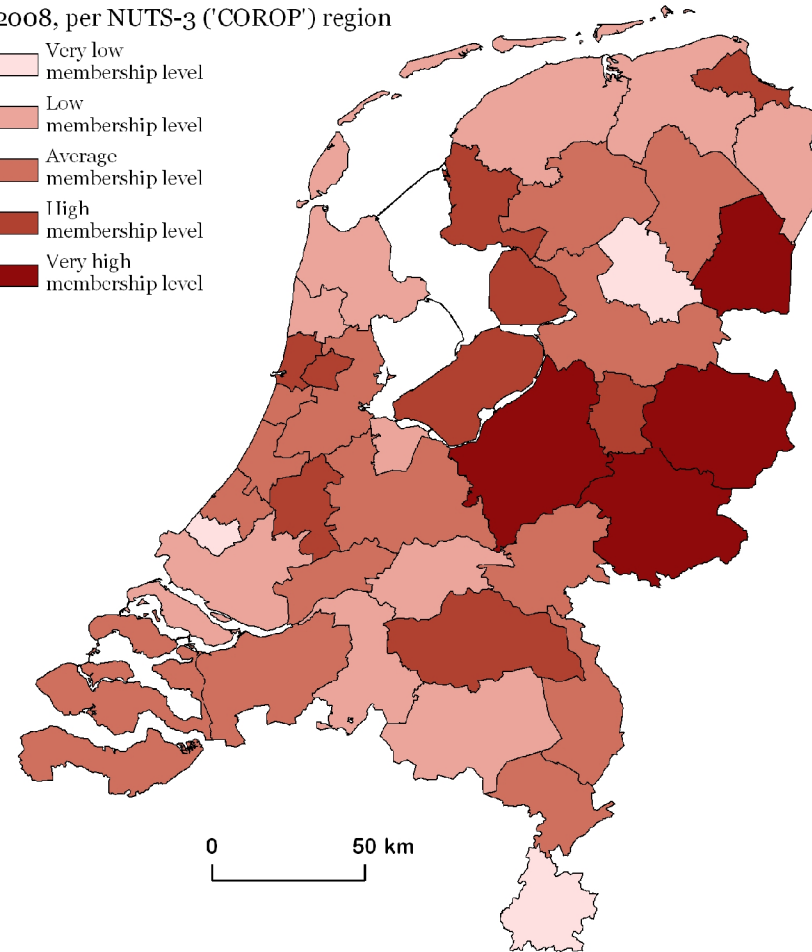 2008, per NUTS-3 ('COROP') region
Very low
membership level
Low
membership level
Average
membership level
High
membership level
Very high
membership level
0 50 km